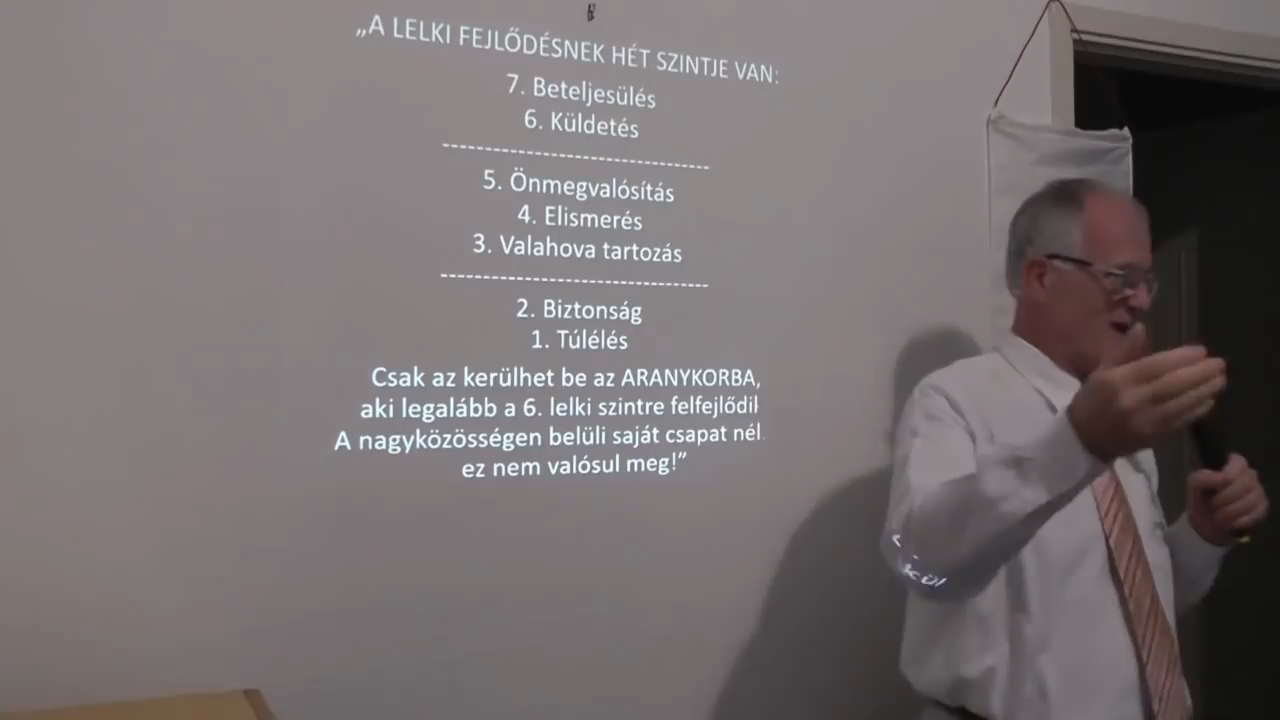 „A LELKI FEJLŐDÉSNEK HÉT SZINTJE VAN:
7. Beteljesülés
6. Küldetés
---------------------------------
5. Önmegvalósítás
4. Elismerés
3. Valahova tartozás
---------------------------------
2. Biztonság
1. Túlélés
Csak az kerülhet be az ARANYKORBA,
aki legalább a 6. lelki szintre felfejlődil
A nagyközösségen belüli saját csapat nél
ez nem valósul meg!”
kül